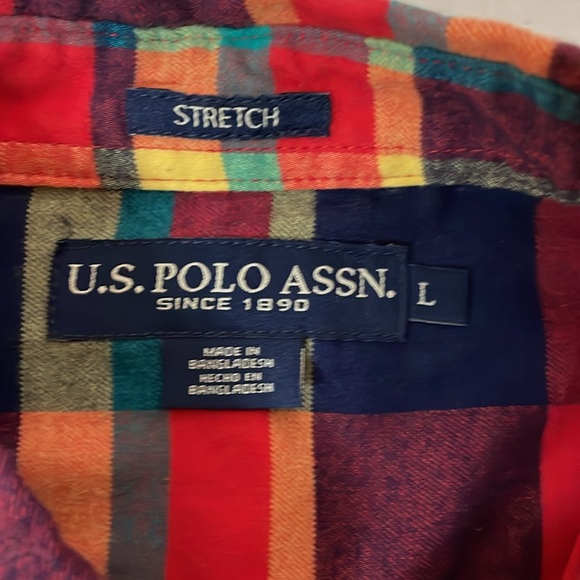 STRETCH
U.S. POLO ASSN.
SINCE 1890
L
MADE IN
BANGLADESH
HECHO EN
BANGLADESH